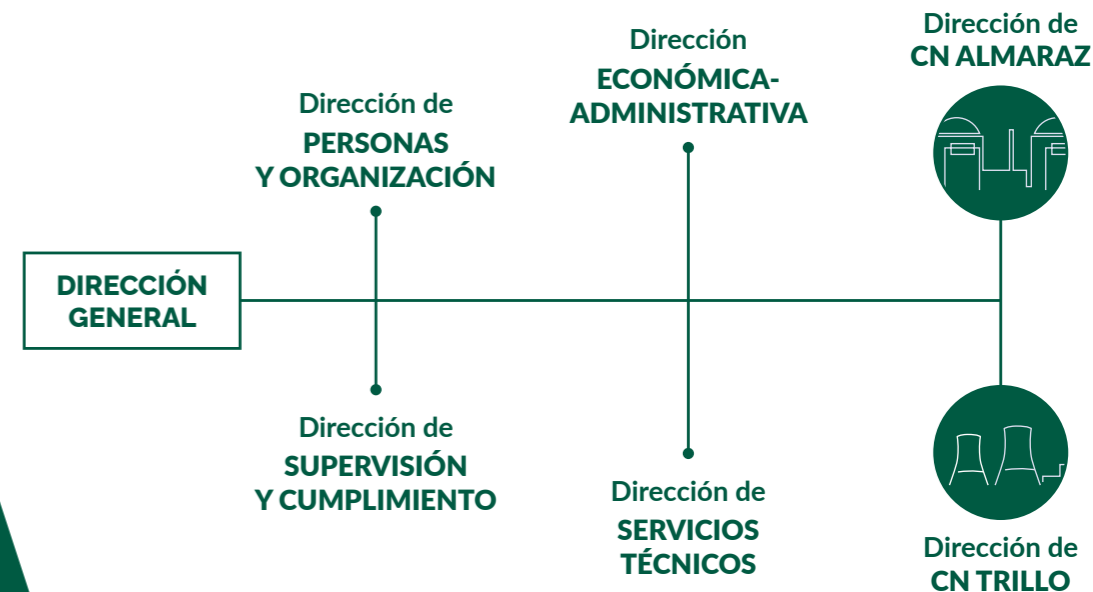 DIRECCIÓN
GENERAL
Dirección de
PERSONAS
Y ORGANIZACIÓN
Dirección de
SUPERVISIÓN
Y CUMPLIMIENTO
Dirección
ECONÓMICA-
ADMINISTRATIVA
Dirección de
SERVICIOS
TÉCNICOS
Dirección de
CN ALMARAZ
Dirección de
CN TRILLO